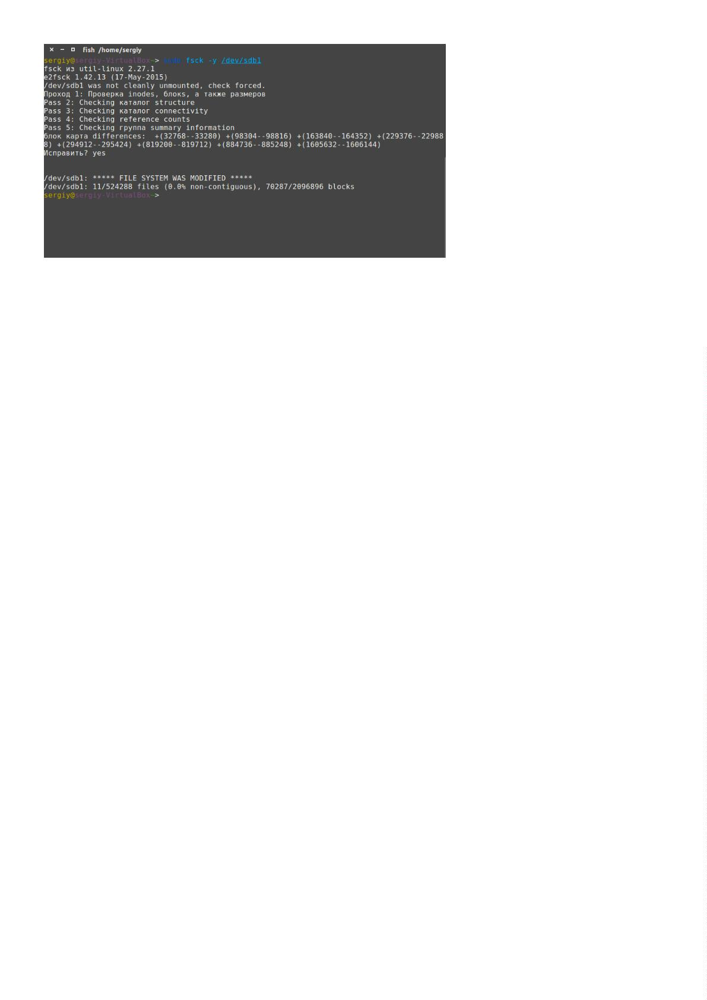 fish /home/sergiy
sergiy@sergiy-VirtualBox~> sudo fsck -y /dev/sdb1
fsck из util-linux 2.27.1
e2fsck 1.42.13 (17-May-2015)
/dev/sdb1 was not cleanly unmounted, check forced.
Проход 1: Проверка inodes, блокs, а также размеров
Pass 2: Checking каталог structure
Pass 3: Checking каталог connectivity
Pass 4: Checking reference counts
Pass 5: Checking группа summary information
блок карта differences:  +(32768--33280) +(98304--98816) +(163840--164352) +(229376--22988
8) +(294912--295424) +(819200--819712) +(884736--885248) +(1605632--1606144)
Исправить? yes
/dev/sdb1: ***** FILE SYSTEM WAS MODIFIED *****
/dev/sdb1: 11/524288 files (0.0% non-contiguous), 70287/2096896 blocks
sergiy@sergiy-VirtualBox~>